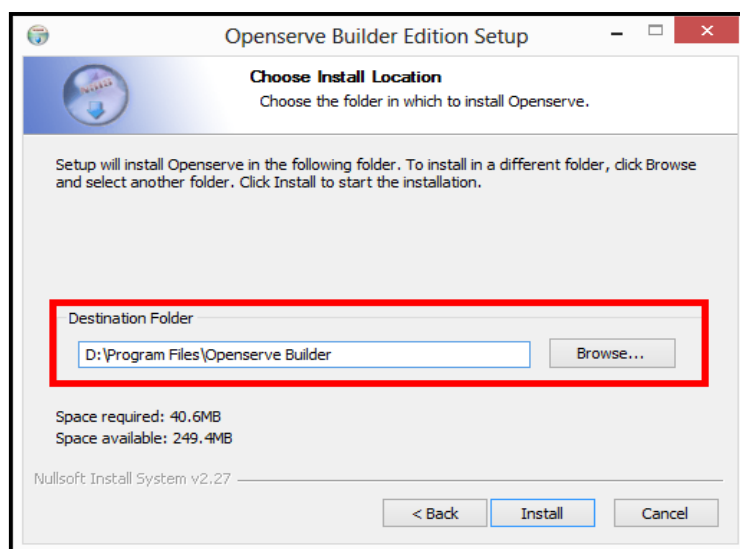 Openserve Builder Edition Setup
Choose Install Location
Choose the folder in which to install Openserve.
Setup will install Openserve in the following folder. To install in a different folder, click Browse
and select another folder. Click Install to start the installation.
Destination Folder
D:\Program Files\Openserve Builder
Browse...
Space required: 40.6MB
Space available: 249.4MB
Nullsoft Install System v2.27
< Back
Install
Cancel